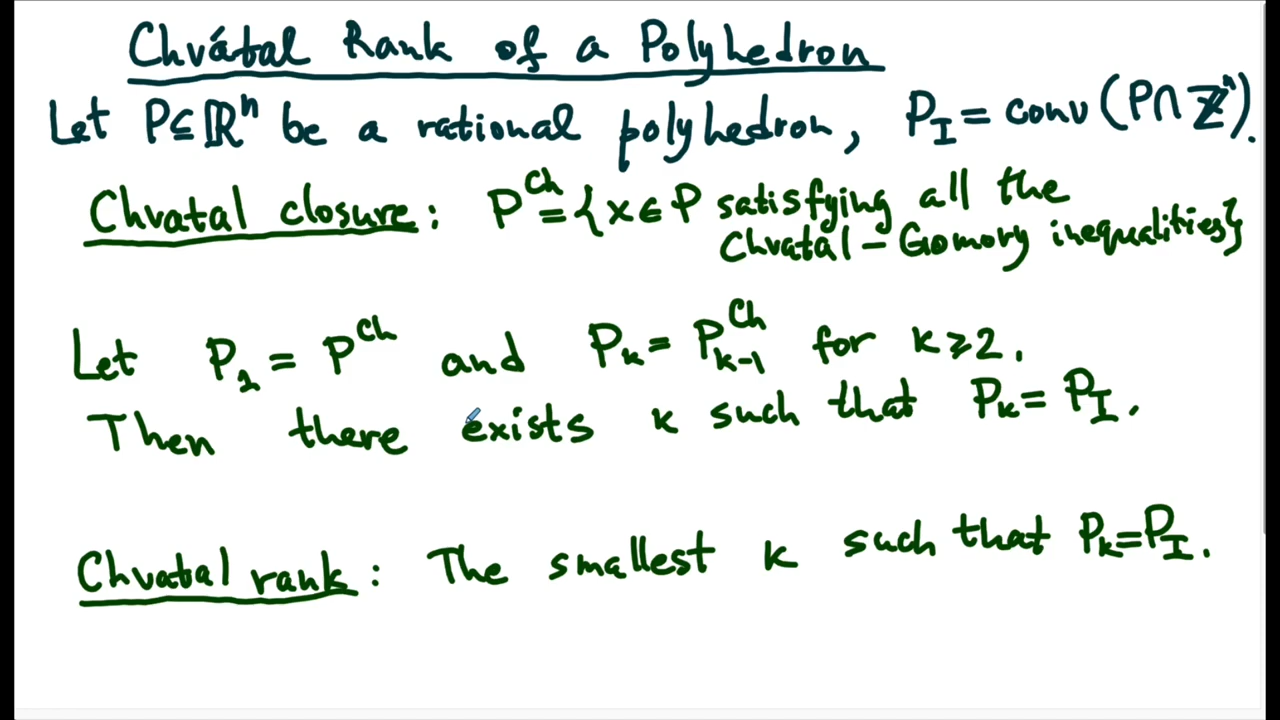 Chvátal Rank of a Polyhedron
Let P⊆ℝⁿ be a rational polyhedron, P_I = conv(P∩ℤⁿ).
Chvatal closure: P^Ch = {x∈P satisfying all the
Chvatal-Gomory inequalities}
Let P_1 = P^Ch and P_k = P_{k-1}^Ch for k≥2.
Then there exists k such that P_k = P_I.
Chvatal rank: The smallest k such that P_k=P_I.